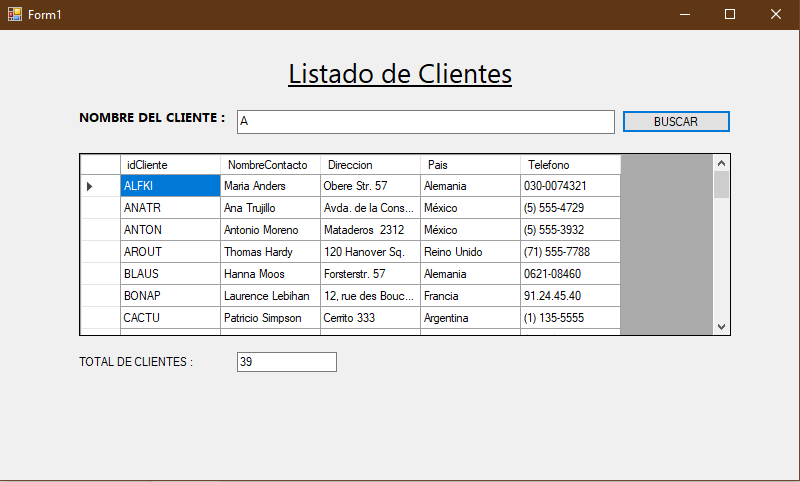 Form1
Listado de Clientes
NOMBRE DEL CLIENTE : A BUSCAR
idCliente NombreContacto Direccion Pais Telefono
ALFKI Maria Anders Obere Str. 57 Alemania 030-0074321
ANATR Ana Trujillo Avda. de la Cons... México (5) 555-4729
ANTON Antonio Moreno Mataderos 2312 México (5) 555-3932
AROUT Thomas Hardy 120 Hanover Sq. Reino Unido (71) 555-7788
BLAUS Hanna Moos Forsterstr. 57 Alemania 0621-08460
BONAP Laurence Lebihan 12, rue des Bouc... Francia 91.24.45.40
CACTU Patricio Simpson Cerrito 333 Argentina (1) 135-5555
TOTAL DE CLIENTES : 39